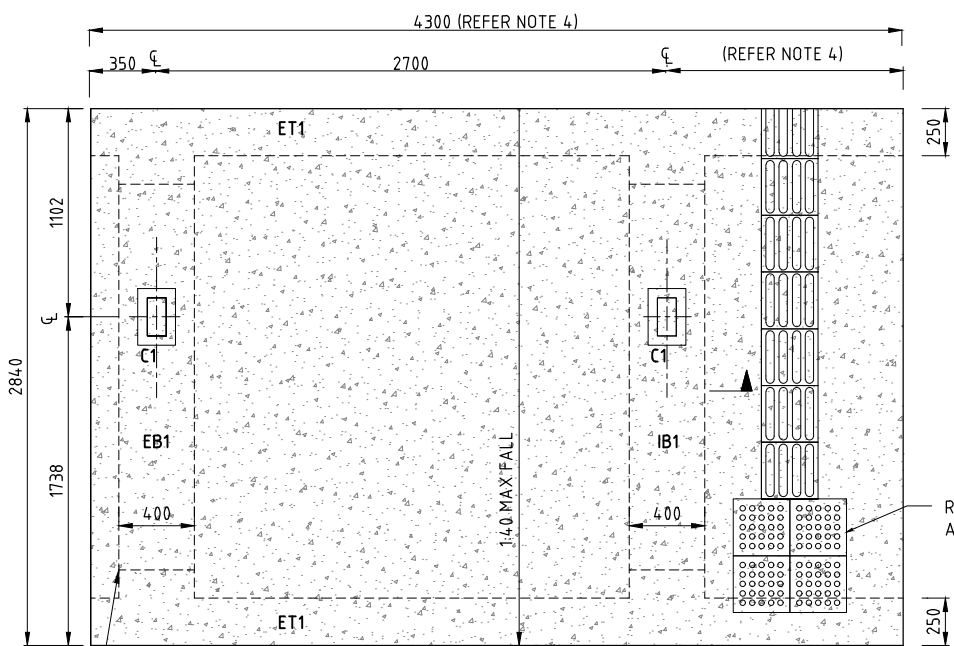 4300 (REFER NOTE 4)
350
℄
2700
℄
(REFER NOTE 4)
ET1
250
1102
℄
C1
C1
2840
EB1
IB1
1738
1:40 MAX FALL
400
400
R
A
ET1
250